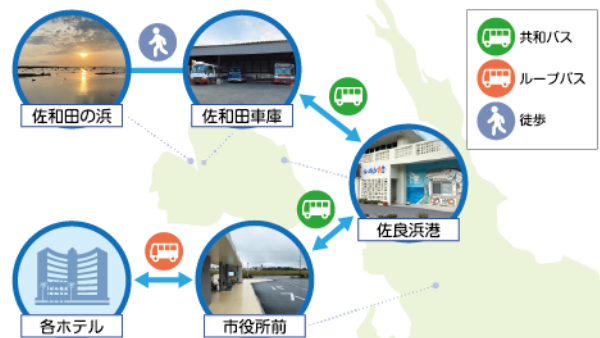 佐和田の浜
佐和田車庫
共和バス
ループバス
徒歩
佐良浜港
各ホテル
市役所前